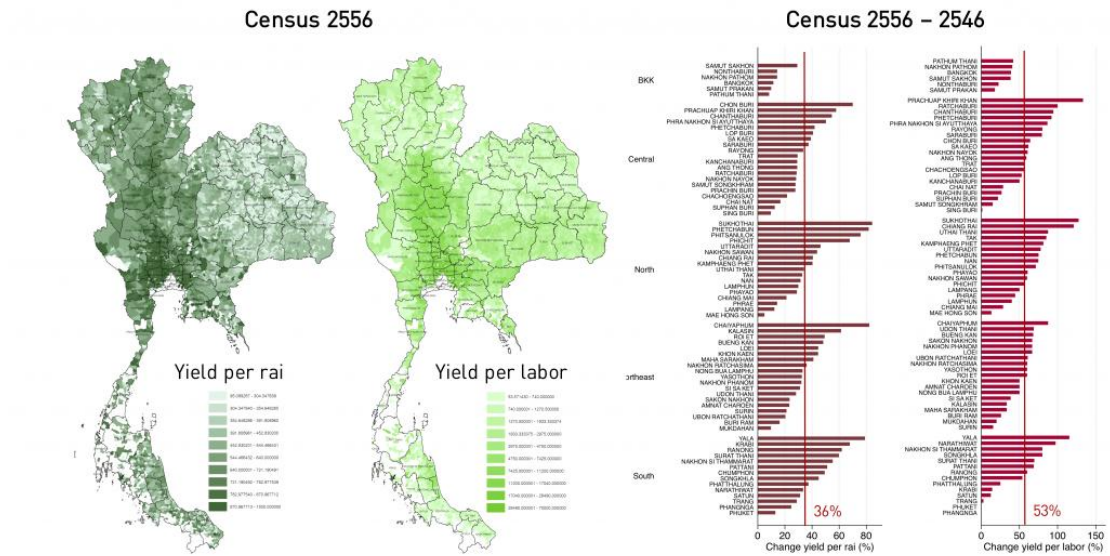 Census 2556
Census 2556 – 2546
Yield per rai
Yield per labor
BKK
SAMUT SAKHON
NONTHABURI
NAKHON PATHOM
BANGKOK
SAMUT PRAKAN
PATHUM THANI
Central
CHON BURI
PRACHUAP KHIRI KHAN
CHANTHABURI
PHRA NAKHON SI AYUTTHAYA
PHETCHABURI
LOP BURI
SA KAEO
SARABURI
RAYONG
TRAT
KANCHANABURI
ANG THONG
RATCHABURI
NAKHON NAYOK
SAMUT SONGKHRAM
PRACHIN BURI
CHACHOENGSAO
CHAI NAT
SUPHAN BURI
SING BURI
North
SUKHOTHAI
PHETCHABUN
PHITSANULOK
PHICHIT
UTTARADIT
NAKHON SAWAN
CHIANG RAI
KAMPHAENG PHET
UTHAI THANI
TAK
NAN
LAMPHUN
PHAYAO
CHIANG MAI
PHRAE
LAMPANG
MAE HONG SON
ortheast
CHAIYAPHUM
KALASIN
ROI ET
BUENG KAN
LOEI
KHON KAEN
MAHA SARAKHAM
NAKHON RATCHASIMA
NONG BUA LAMPHU
YASOTHON
NAKHON PHANOM
SI SA KET
UDON THANI
SAKON NAKHON
AMNAT CHAROEN
SURIN
UBON RATCHATHANI
BURI RAM
MUKDAHAN
South
YALA
KRABI
RANONG
SURAT THANI
NAKHON SI THAMMARAT
PATTANI
CHUMPHON
SONGKHLA
PHATTHALUNG
NARATHIWAT
SATUN
TRANG
PHANGNGA
PHUKET
36%
0 20 40 60 80
Change yield per rai (%)
PATHUM THANI
NAKHON PATHOM
BANGKOK
SAMUT SAKHON
NONTHABURI
SAMUT PRAKAN
PRACHUAP KHIRI KHAN
RATCHABURI
CHANTHABURI
PHETCHABURI
PHRA NAKHON SI AYUTTHAYA
RAYONG
SARABURI
CHON BURI
SA KAEO
NAKHON NAYOK
ANG THONG
TRAT
CHACHOENGSAO
LOP BURI
KANCHANABURI
CHAI NAT
PRACHIN BURI
SUPHAN BURI
SAMUT SONGKHRAM
SING BURI
SUKHOTHAI
CHIANG RAI
UTHAI THANI
TAK
KAMPHAENG PHET
UTTARADIT
PHETCHABUN
NAN
PHITSANULOK
PHAYAO
NAKHON SAWAN
PHICHIT
LAMPANG
PHRAE
LAMPHUN
CHIANG MAI
MAE HONG SON
CHAIYAPHUM
UDON THANI
BUENG KAN
SAKON NAKHON
NAKHON PHANOM
LOEI
UBON RATCHATHANI
NAKHON RATCHASIMA
YASOTHON
ROI ET
KHON KAEN
AMNAT CHAROEN
NONG BUA LAMPHU
SI SA KET
KALASIN
MAHA SARAKHAM
BURI RAM
MUKDAHAN
SURIN
YALA
NARATHIWAT
NAKHON SI THAMMARAT
SONGKHLA
SURAT THANI
PATTANI
RANONG
CHUMPHON
PHATTHALUNG
KRABI
SATUN
TRANG
PHUKET
PHANGNGA
53%
0 50 100 150
Change yield per labor (%)